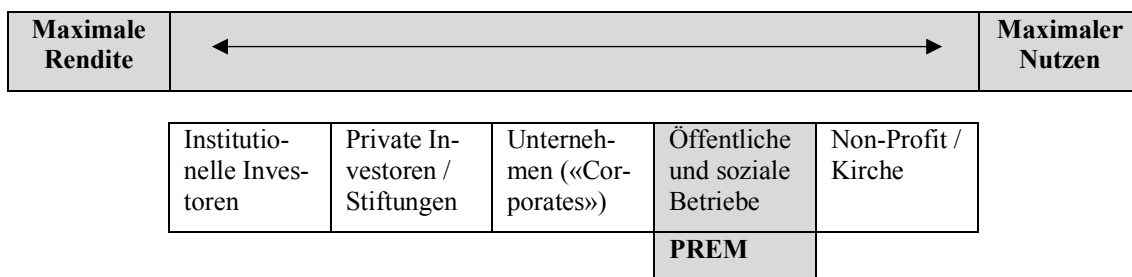 Maximale
Rendite
Maximaler
Nutzen
Institutio-
nelle Inves-
toren
Private In-
vestoren /
Stiftungen
Unterneh-
men («Cor-
porates»)
Öffentliche
und soziale
Betriebe
Non-Profit /
Kirche
PREM